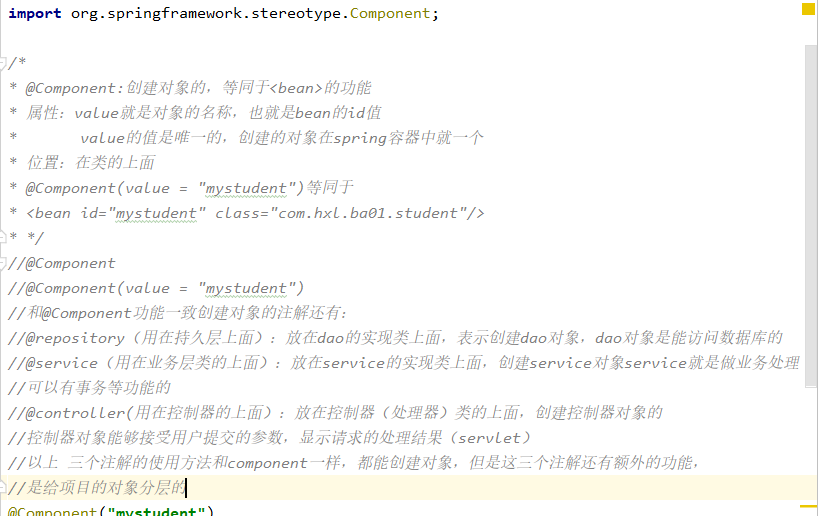 import org.springframework.stereotype.Component;
/*
* @Component:创建对象的，等同于<bean>的功能
* 属性：value就是对象的名称，也就是bean的id值
* value的值是唯一的，创建的对象在spring容器中就一个
* 位置：在类的上面
* @Component(value = "mystudent")等同于
* <bean id="mystudent" class="com.hxl.ba01.student"/>
* */
//@Component
//@Component(value = "mystudent")
//和@Component功能一致创建对象的注解还有：
//@repository（用在持久层上面）：放在dao的实现类上面，表示创建dao对象，dao对象是能访问数据库的
//@service（用在业务层类的上面）：放在service的实现类上面，创建service对象service就是做业务处理
//可以有事务等功能的
//@controller(用在控制器的上面）：放在控制器（处理器）类的上面，创建控制器对象的
//控制器对象能够接受用户提交的参数，显示请求的处理结果（servlet）
//以上 三个注解的使用方法和component一样，都能创建对象，但是这三个注解还有额外的功能，
//是给项目的对象分层的
@Component("mystudent")